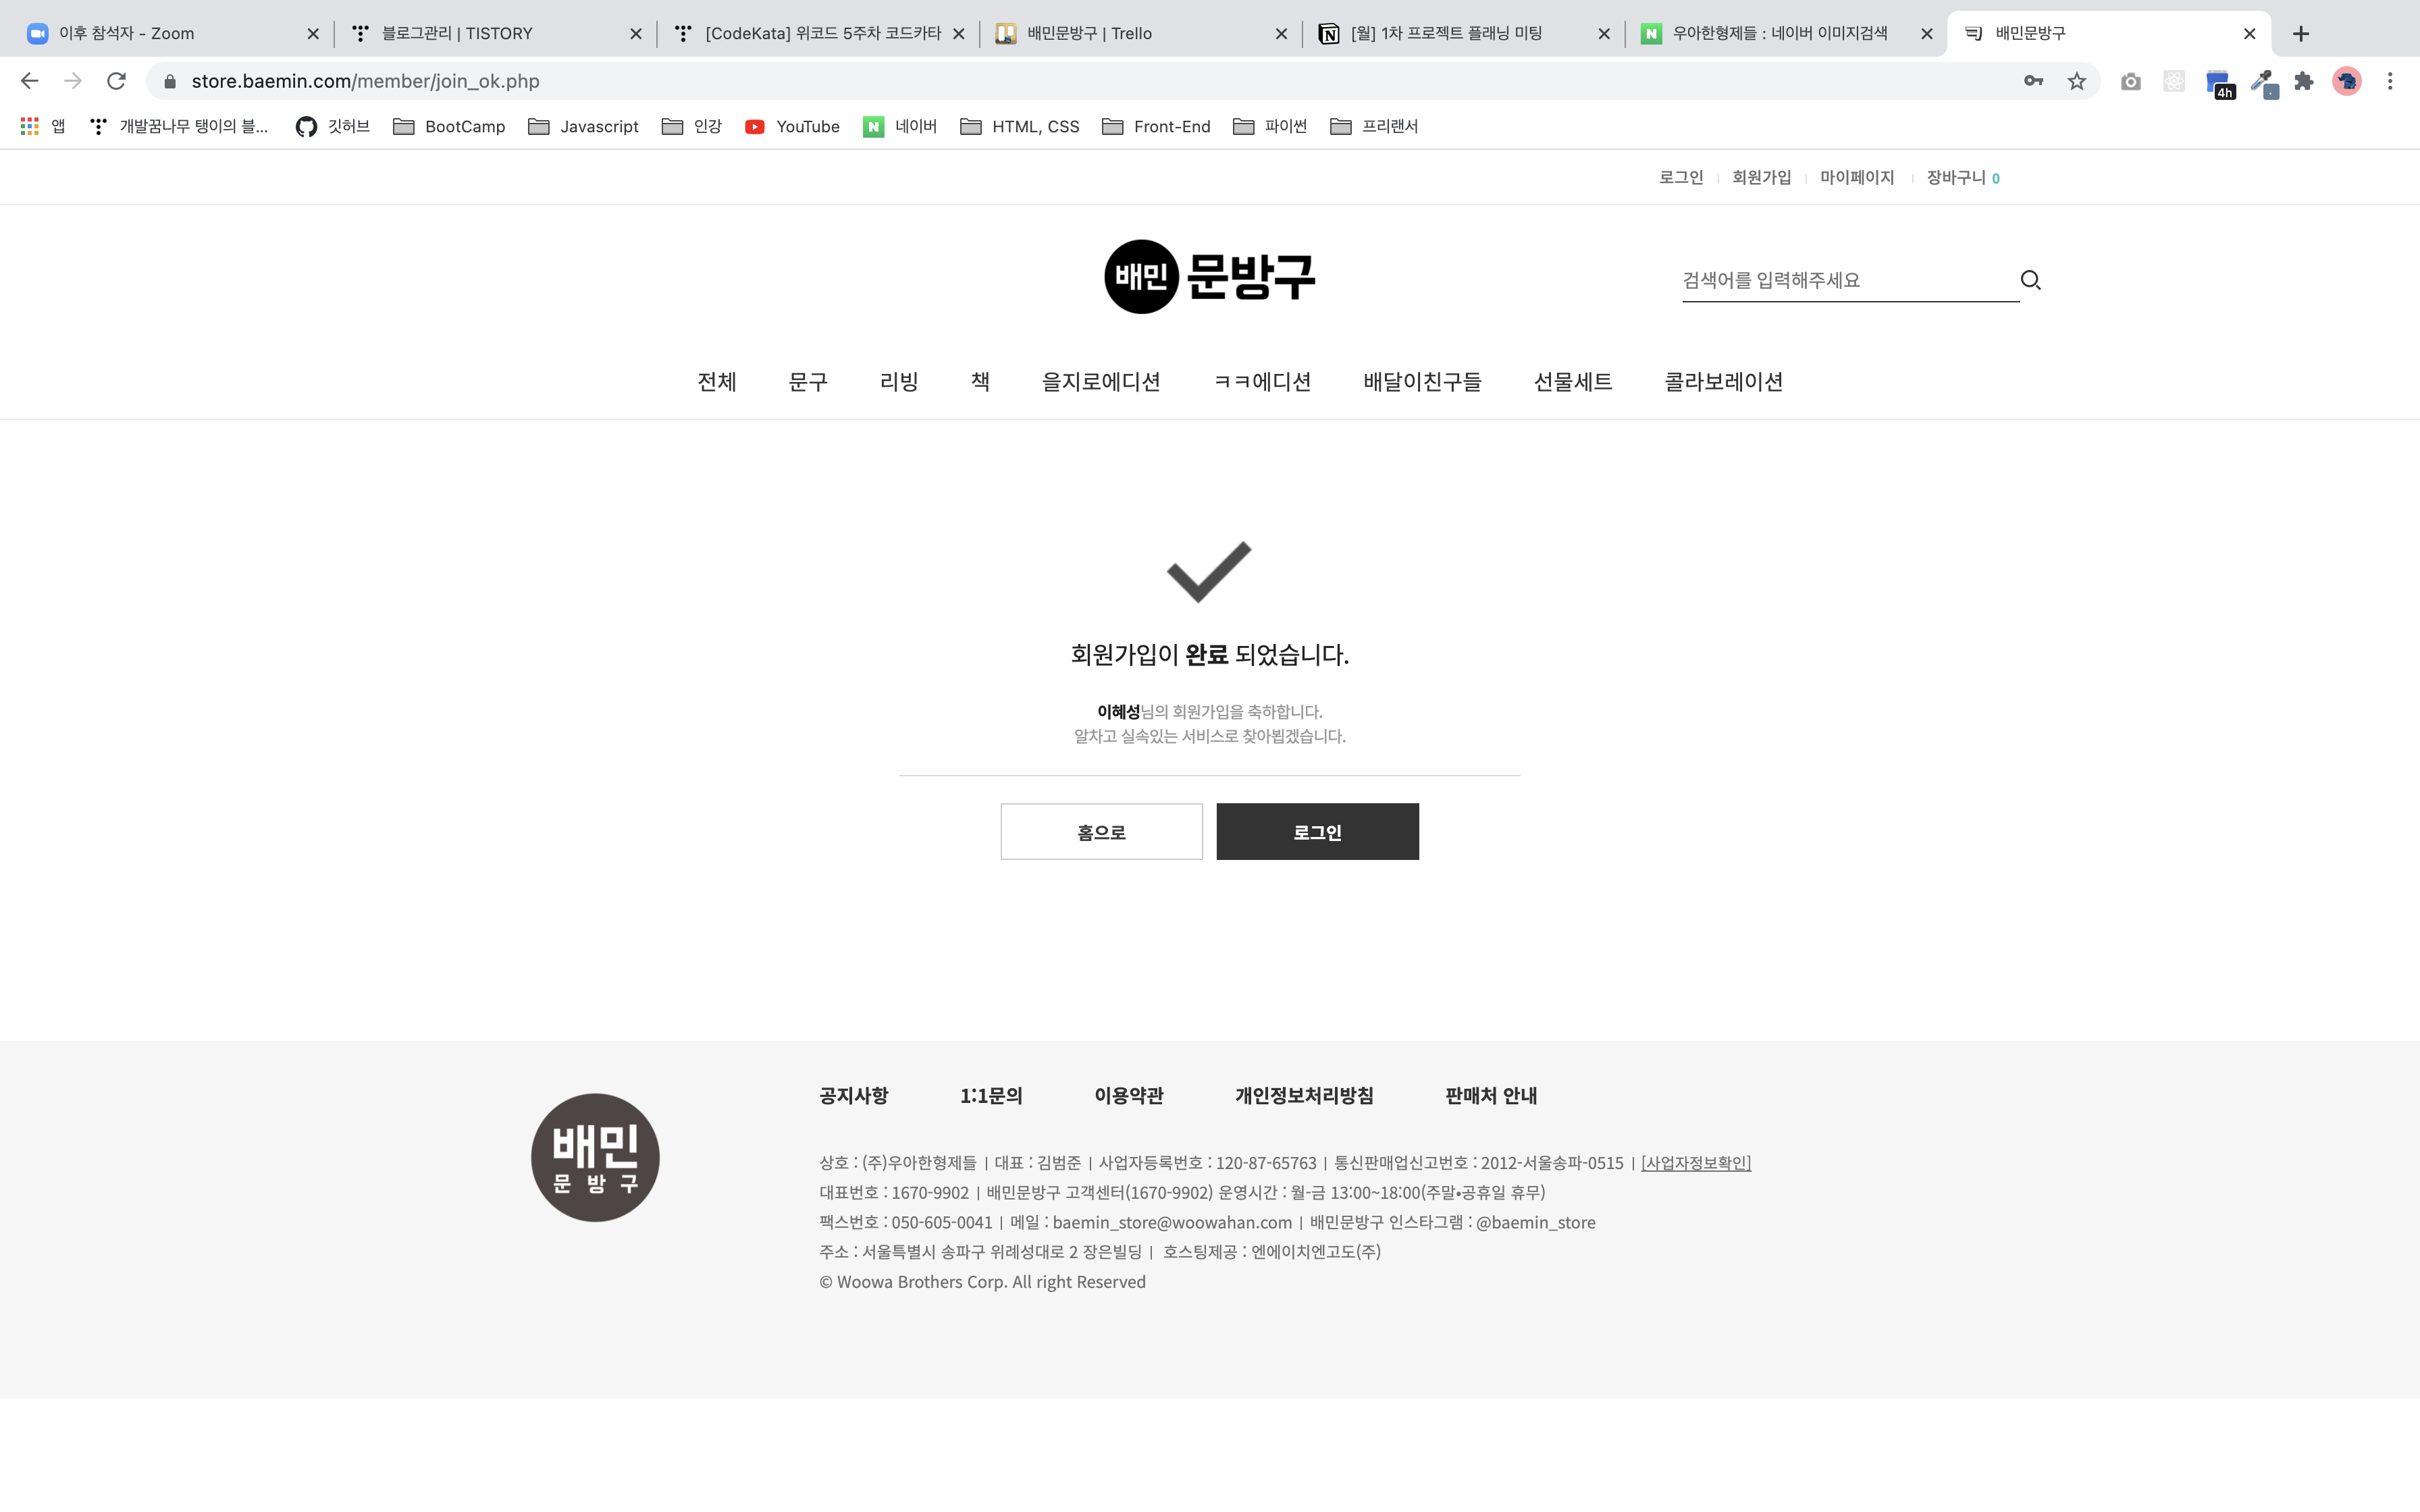 이후 참석자 - Zoom
블로그관리 | TISTORY
[CodeKata] 위코드 5주차 코드카타
배민문방구 | Trello
[월] 1차 프로젝트 플래닝 미팅
우아한형제들 : 네이버 이미지검색
배민문방구
store.baemin.com/member/join_ok.php
4h
앱 개발꿈나무 탱이의 블... 깃허브 BootCamp Javascript 인강 YouTube 네이버 HTML, CSS Front-End 파이썬 프리랜서
로그인 회원가입 마이페이지 장바구니 0
배민 문방구
검색어를 입력해주세요
전체 문구 리빙 책 을지로에디션 ㅋㅋ에디션 배달이친구들 선물세트 콜라보레이션
회원가입이 완료 되었습니다.
이혜성님의 회원가입을 축하합니다.
알차고 실속있는 서비스로 찾아뵙겠습니다.
홈으로 로그인
배민
문방구
공지사항 1:1문의 이용약관 개인정보처리방침 판매처 안내
상호 : (주)우아한형제들 | 대표 : 김범준 | 사업자등록번호 : 120-87-65763 | 통신판매업신고번호 : 2012-서울송파-0515 | [사업자정보확인]
대표번호 : 1670-9902 | 배민문방구 고객센터(1670-9902) 운영시간 : 월-금 13:00~18:00(주말•공휴일 휴무)
팩스번호 : 050-605-0041 | 메일 : baemin_store@woowahan.com | 배민문방구 인스타그램 : @baemin_store
주소 : 서울특별시 송파구 위례성대로 2 장은빌딩 | 호스팅제공 : 엔에이치엔고도(주)
© Woowa Brothers Corp. All right Reserved